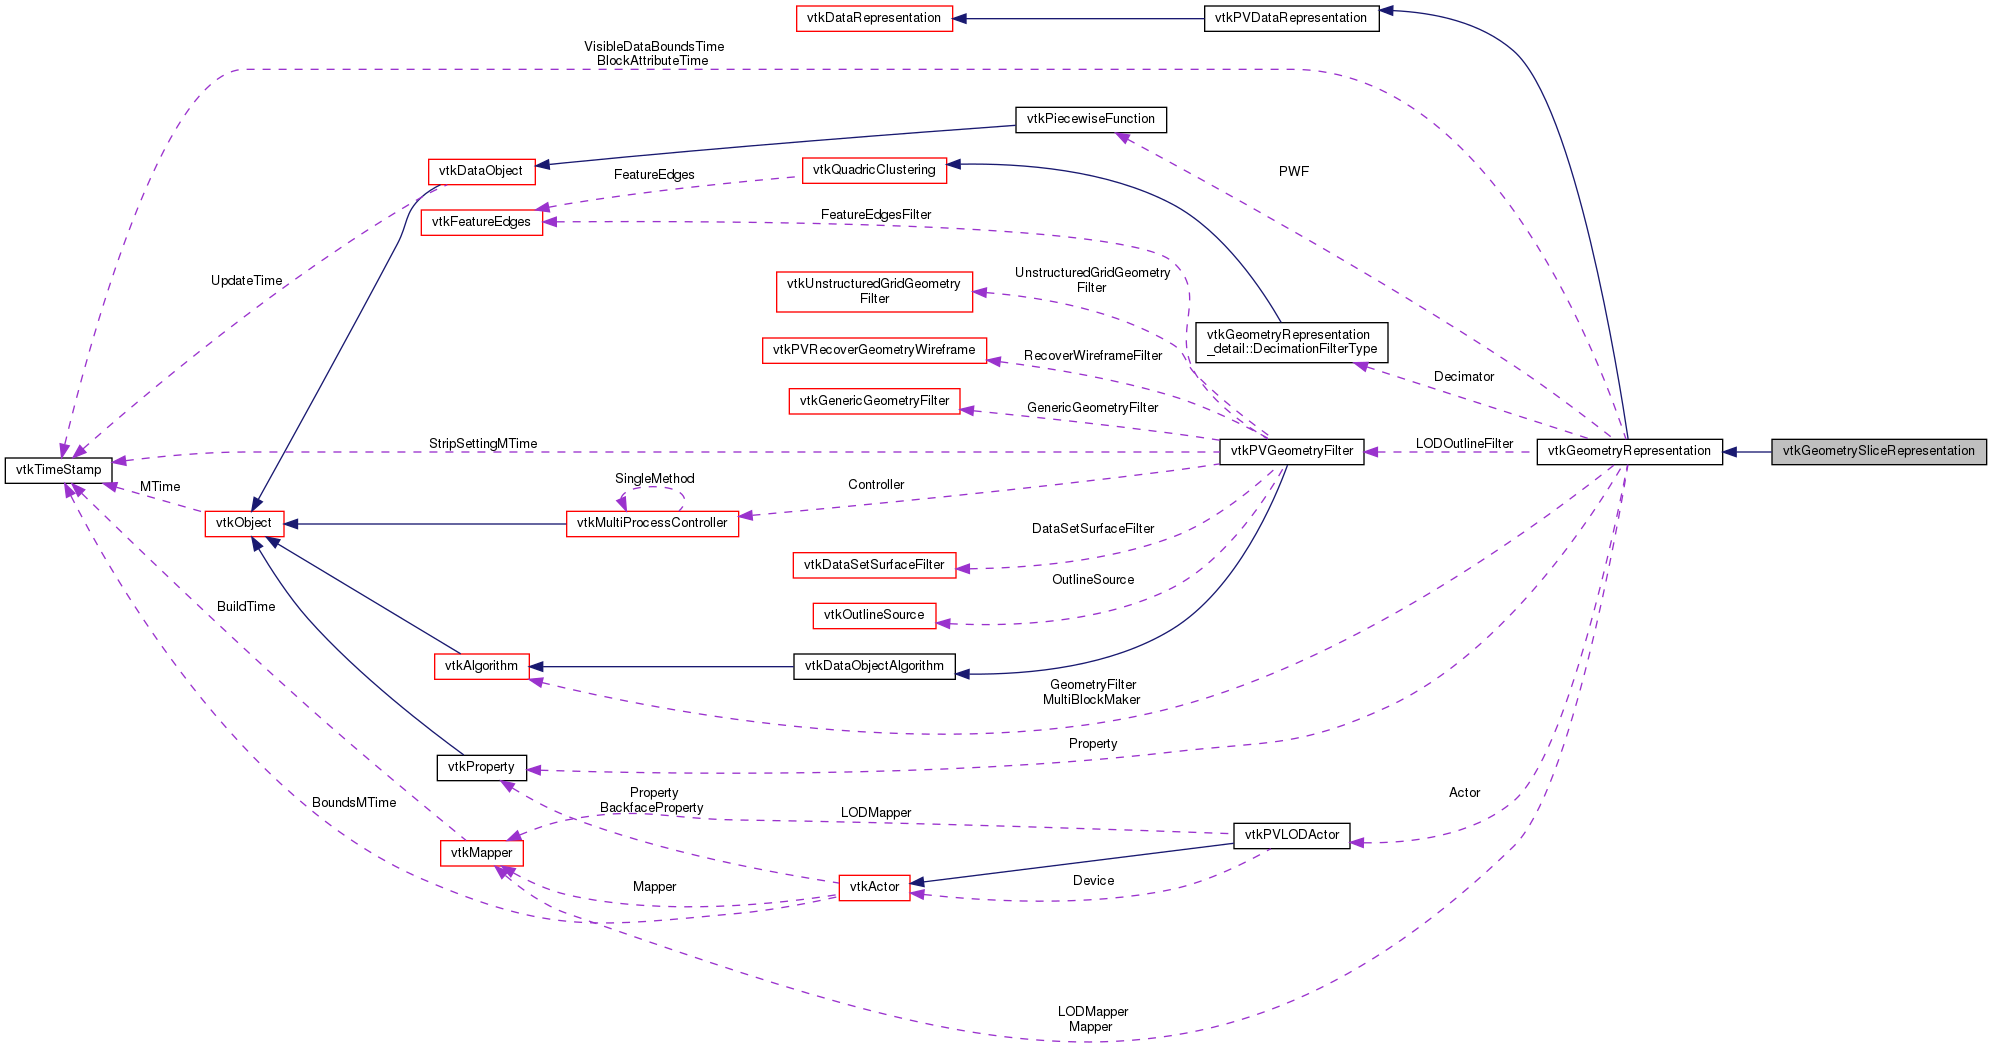 vtkDataRepresentation
vtkPVDataRepresentation
VisibleDataBoundsTime
BlockAttributeTime
vtkPiecewiseFunction
vtkDataObject
vtkQuadricClustering
FeatureEdges
PWF
vtkFeatureEdges
FeatureEdgesFilter
UpdateTime
vtkUnstructuredGridGeometry
Filter
UnstructuredGridGeometry
Filter
vtkGeometryRepresentation
_detail::DecimationFilterType
vtkPVRecoverGeometryWireframe
RecoverWireframeFilter
Decimator
vtkGenericGeometryFilter
GenericGeometryFilter
StripSettingMTime
vtkPVGeometryFilter
LODOutlineFilter
vtkGeometryRepresentation
vtkGeometrySliceRepresentation
vtkTimeStamp
MTime
SingleMethod
Controller
vtkObject
vtkMultiProcessController
DataSetSurfaceFilter
vtkDataSetSurfaceFilter
OutlineSource
BuildTime
vtkOutlineSource
vtkAlgorithm
vtkDataObjectAlgorithm
GeometryFilter
MultiBlockMaker
Property
vtkProperty
BoundsMTime
Property
BackfaceProperty
LODMapper
Actor
vtkPVLODActor
vtkMapper
Mapper
vtkActor
Device
LODMapper
Mapper